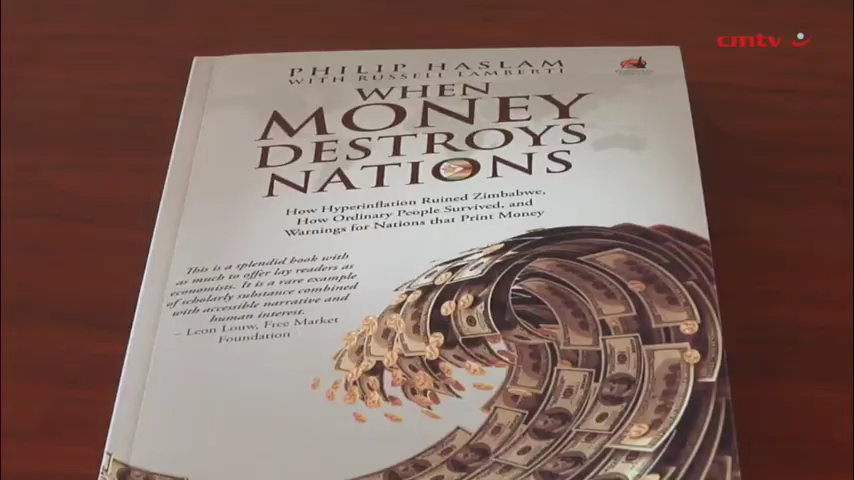 cmtv
PHILIP HASLAM
WITH RUSSELL LAMBERTI
WHEN
MONEY
DESTROYS
NATIONS
How Hyperinflation Ruined Zimbabwe,
How Ordinary People Survived, and
Warnings for Nations that Print Money
This is a splendid book with
as much to offer lay readers as
economists. It is a rare example
of scholarly substance combined
with accessible narrative and
human interest.
– Leon Louw, Free Market
Foundation